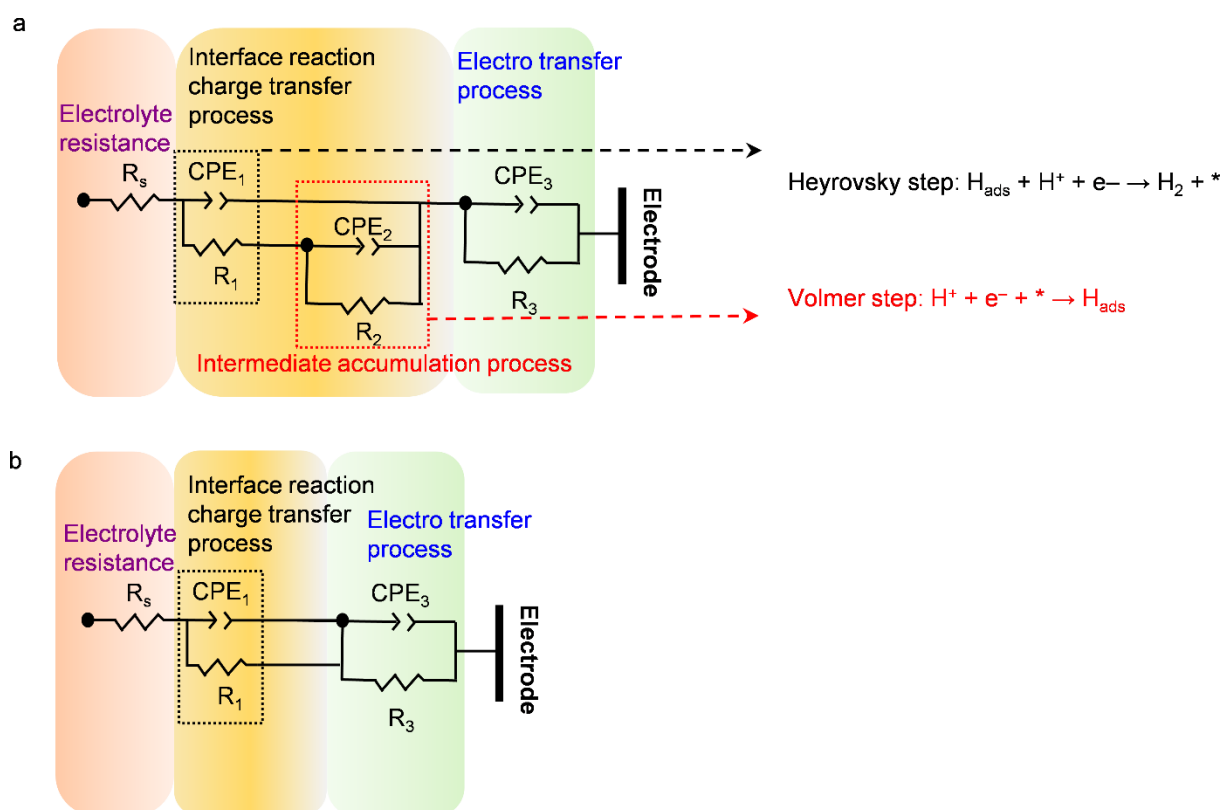 a
Interface reaction
charge transfer
process
Electro transfer
process
Electrolyte
resistance
Rs
CPE1
CPE2
CPE3
R1
R2
R3
Electrode
Intermediate accumulation process
Heyrovsky step: Hads + H⁺ + e– → H2 + *
Volmer step: H⁺ + e⁻ + * → Hads
b
Interface reaction
charge transfer
process
Electro transfer
process
Electrolyte
resistance
Rs
CPE1
CPE3
R1
R3
Electrode